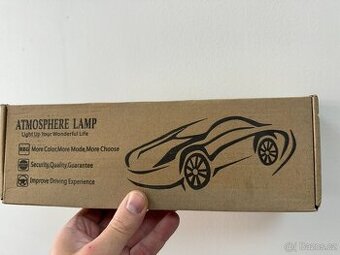 ATMOSPHERE LAMP
Light Up Your Wonderful Life
More Color,More Mode,More Choose
Security,Quality,Guarantee
Improve Driving Experience